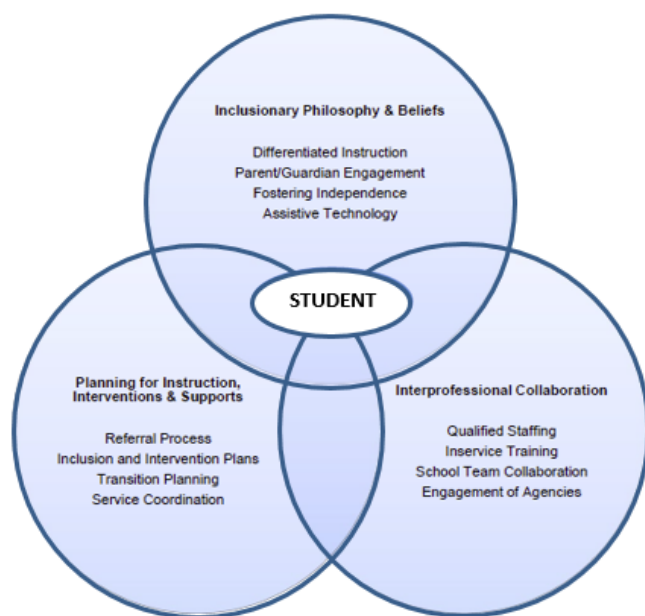 Inclusionary Philosophy & Beliefs
Differentiated Instruction
Parent/Guardian Engagement
Fostering Independence
Assistive Technology
STUDENT
Planning for Instruction,
Interventions & Supports
Referral Process
Inclusion and Intervention Plans
Transition Planning
Service Coordination
Interprofessional Collaboration
Qualified Staffing
Inservice Training
School Team Collaboration
Engagement of Agencies